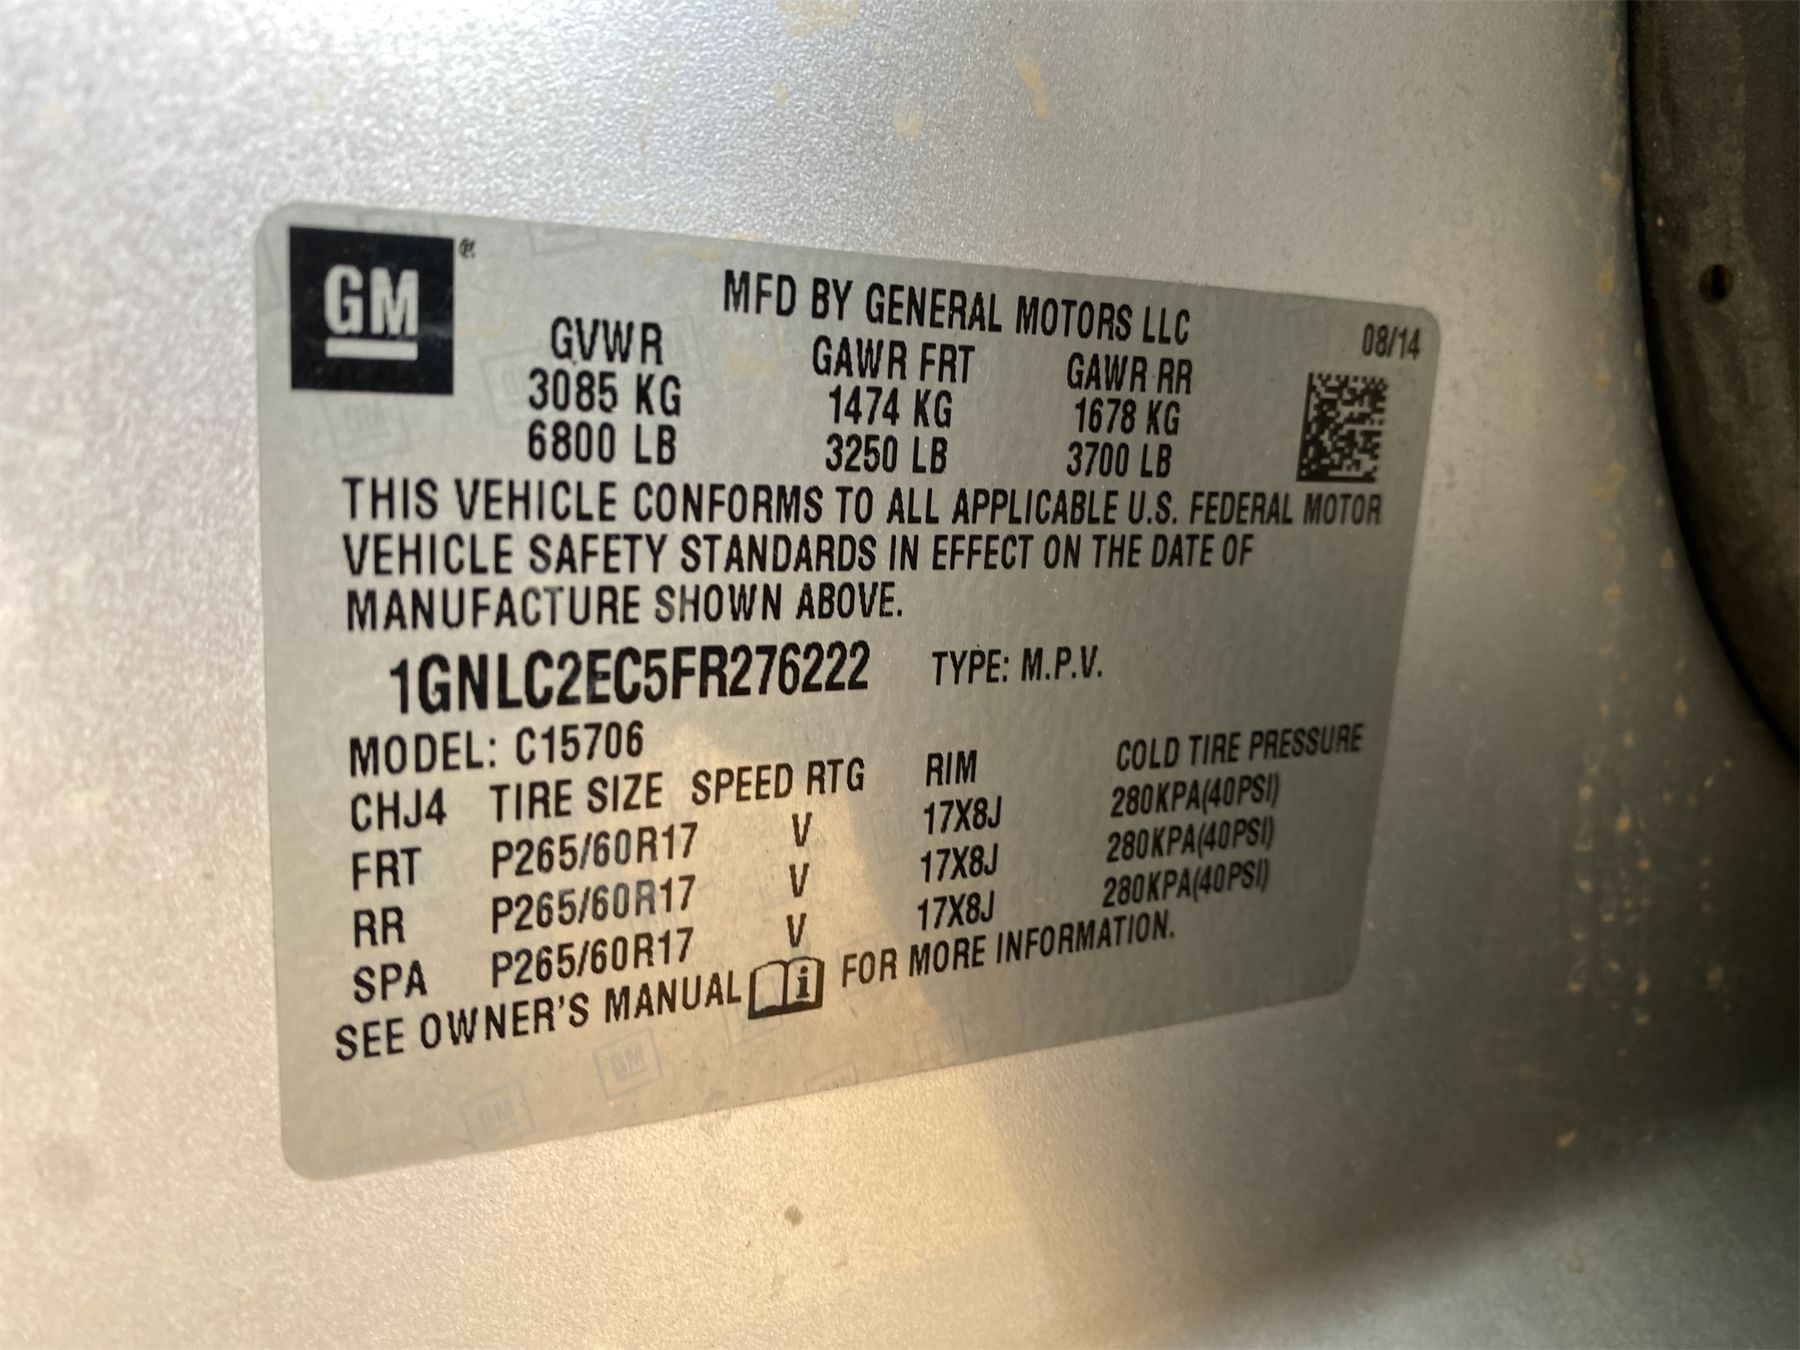 GM
MFD BY GENERAL MOTORS LLC
08/14
GVWR GAWR FRT GAWR RR
3085 KG 1474 KG 1678 KG
6800 LB 3250 LB 3700 LB
THIS VEHICLE CONFORMS TO ALL APPLICABLE U.S. FEDERAL MOTOR
VEHICLE SAFETY STANDARDS IN EFFECT ON THE DATE OF
MANUFACTURE SHOWN ABOVE.
1GNLC2EC5FR276222 TYPE: M.P.V.
MODEL: C15706
CHJ4 TIRE SIZE SPEED RTG RIM COLD TIRE PRESSURE
FRT P265/60R17 V 17X8J 280KPA(40PSI)
RR P265/60R17 V 17X8J 280KPA(40PSI)
SPA P265/60R17 V 17X8J 280KPA(40PSI)
SEE OWNER'S MANUAL i FOR MORE INFORMATION.